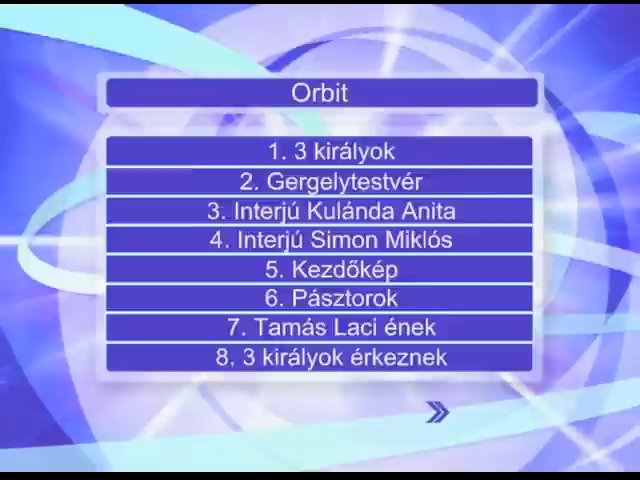 Orbit
1. 3 királyok
2. Gergelytestvér
3. Interjú Kulánda Anita
4. Interjú Simon Miklós
5. Kezdőkép
6. Pásztorok
7. Tamás Laci ének
8. 3 királyok érkeznek